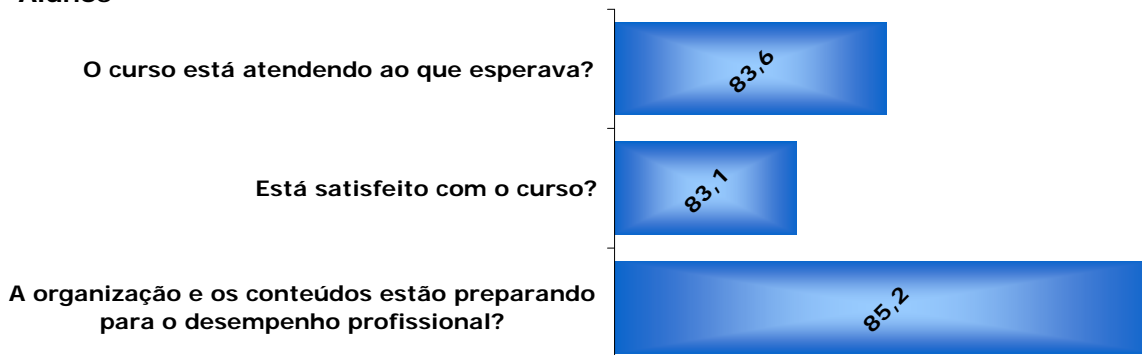 Alunos
O curso está atendendo ao que esperava?
83,6
Está satisfeito com o curso?
83,1
A organização e os conteúdos estão preparando
para o desempenho profissional?
85,2